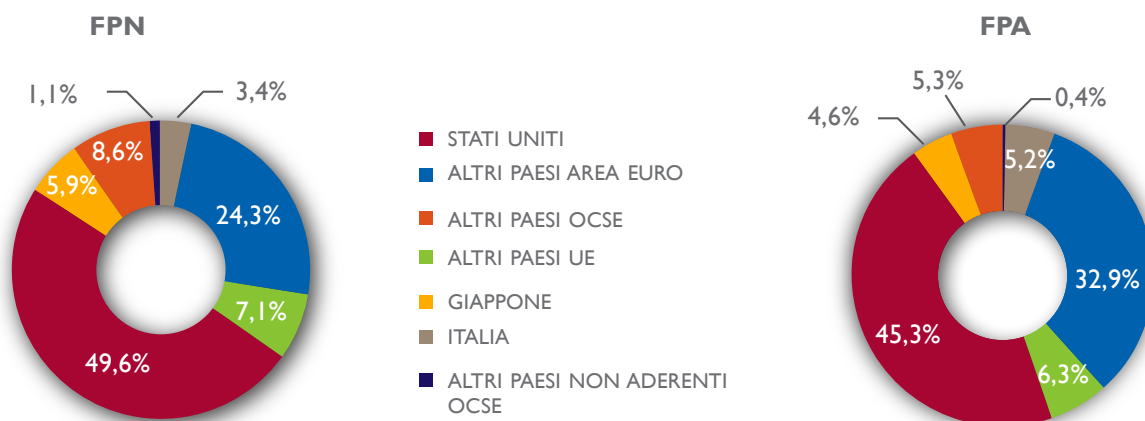 FPN
1,1%
3,4%
8,6%
5,9%
24,3%
7,1%
49,6%
STATI UNITI
ALTRI PAESI AREA EURO
ALTRI PAESI OCSE
ALTRI PAESI UE
GIAPPONE
ITALIA
ALTRI PAESI NON ADERENTI
OCSE
FPA
5,3%
0,4%
4,6%
5,2%
32,9%
45,3%
6,3%